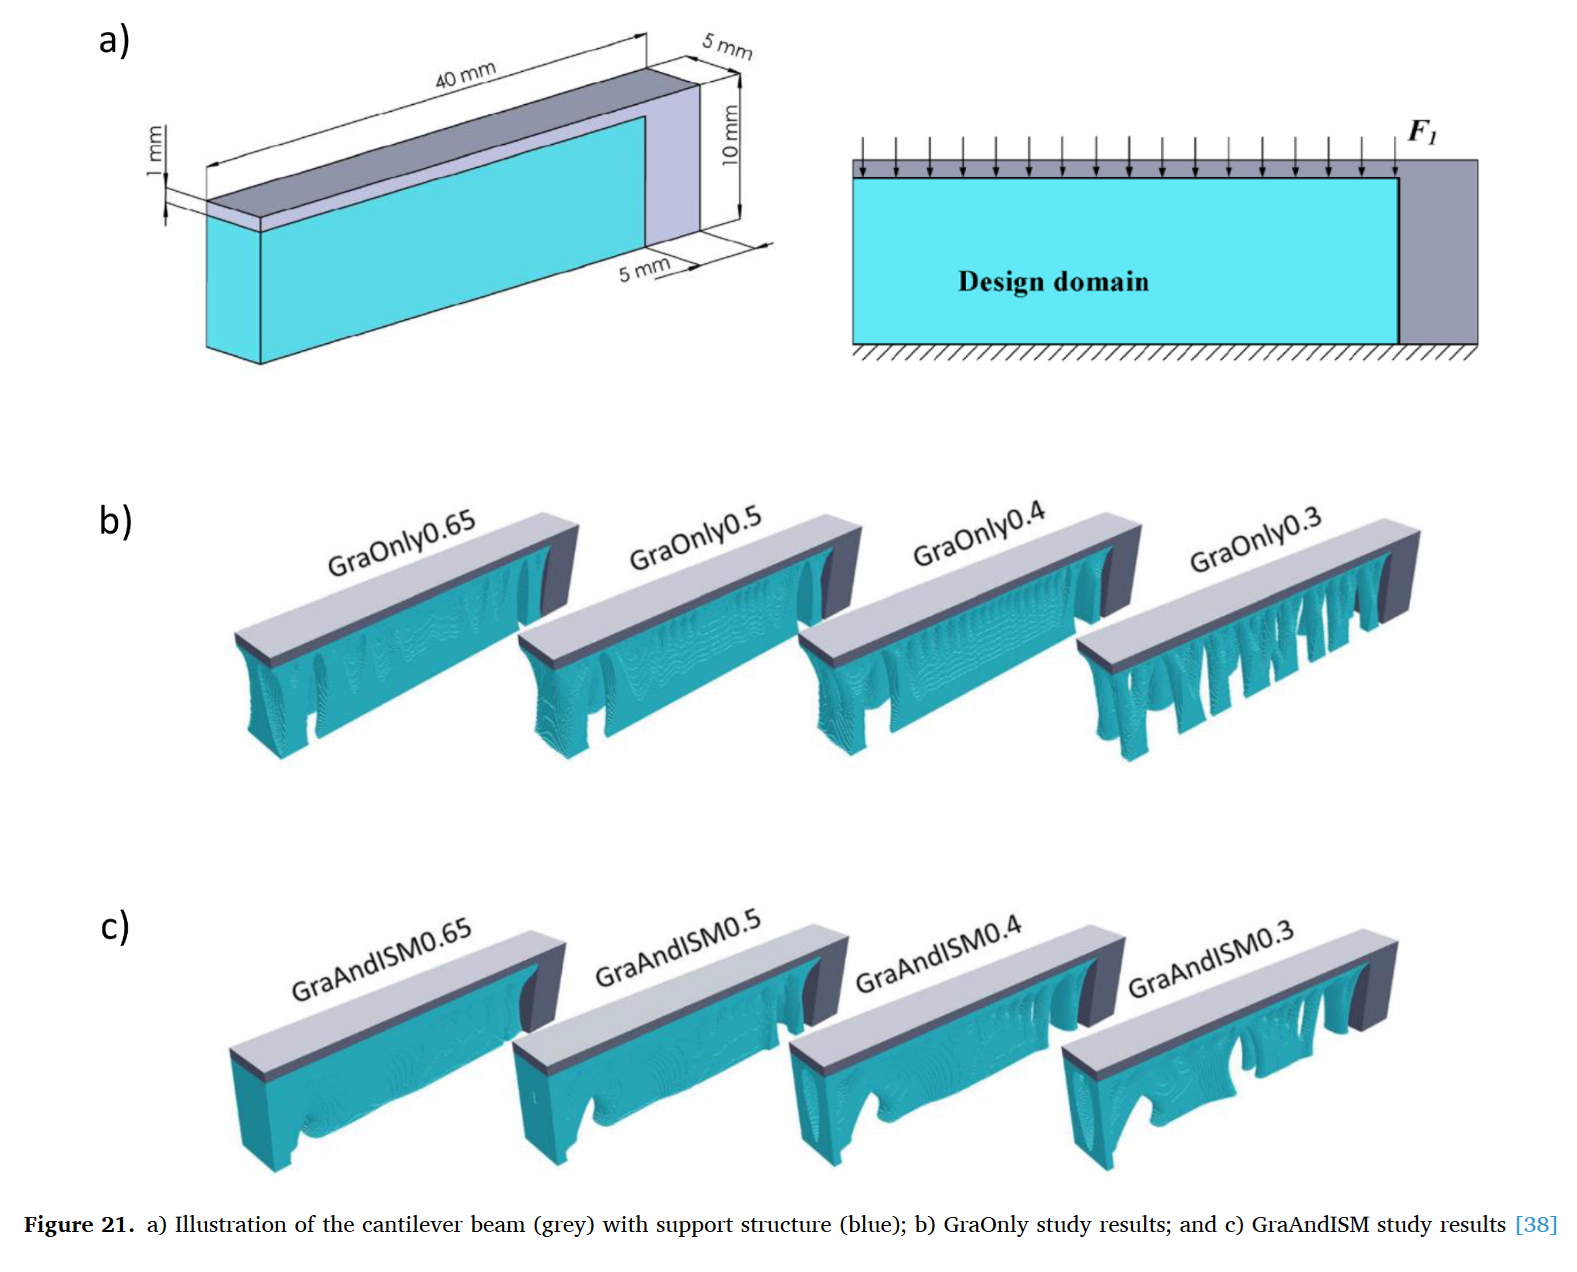 a)
40 mm
5 mm
1 mm
10 mm
5 mm
F1
Design domain
b)
GraOnly0.65
GraOnly0.5
GraOnly0.4
GraOnly0.3
c)
GraAndISM0.65
GraAndISM0.5
GraAndISM0.4
GraAndISM0.3
Figure 21. a) Illustration of the cantilever beam (grey) with support structure (blue); b) GraOnly study results; and c) GraAndISM study results [38]